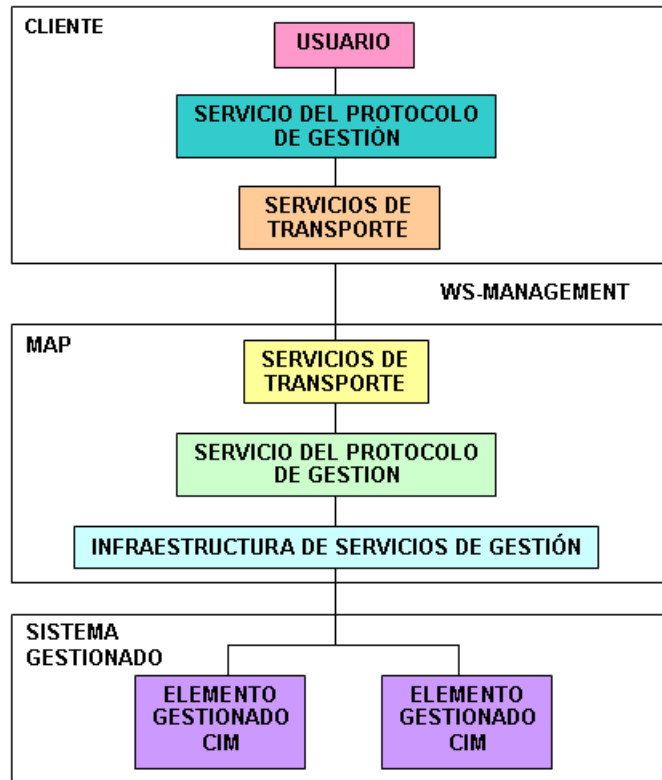 CLIENTE
USUARIO
SERVICIO DEL PROTOCOLO
DE GESTIÓN
SERVICIOS DE
TRANSPORTE
WS-MANAGEMENT
MAP
SERVICIOS DE
TRANSPORTE
SERVICIO DEL PROTOCOLO
DE GESTION
INFRAESTRUCTURA DE SERVICIOS DE GESTIÓN
SISTEMA
GESTIONADO
ELEMENTO
GESTIONADO
CIM
ELEMENTO
GESTIONADO
CIM